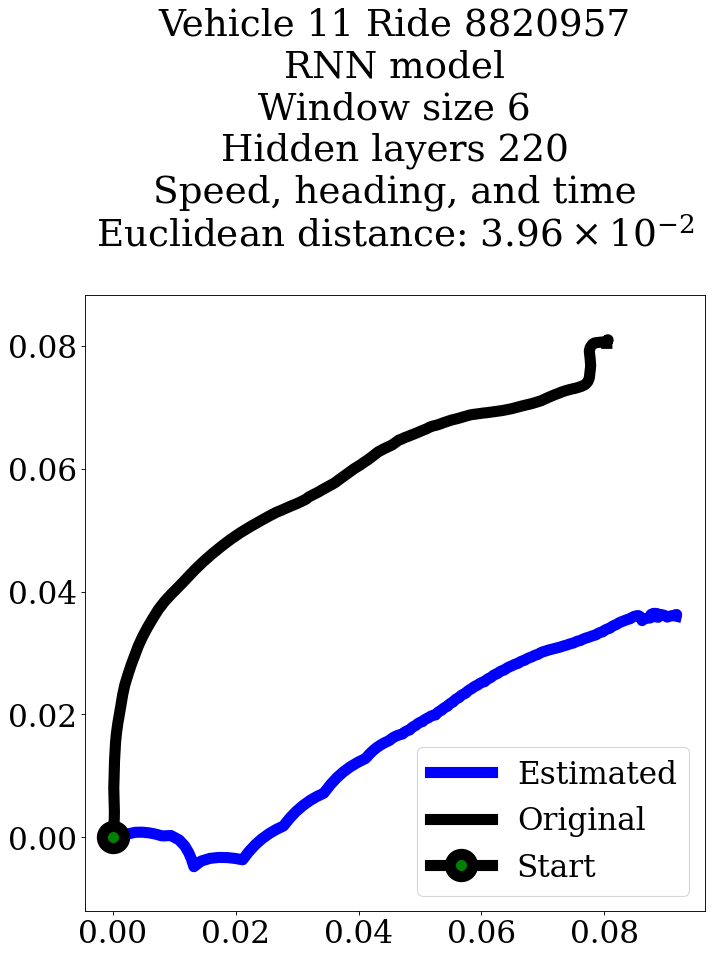 Vehicle 11 Ride 8820957
RNN model
Window size 6
Hidden layers 220
Speed, heading, and time
Euclidean distance: 3.96 × 10⁻²
0.08
0.06
0.04
0.02
0.00
Estimated
Original
Start
0.00 0.02 0.04 0.06 0.08